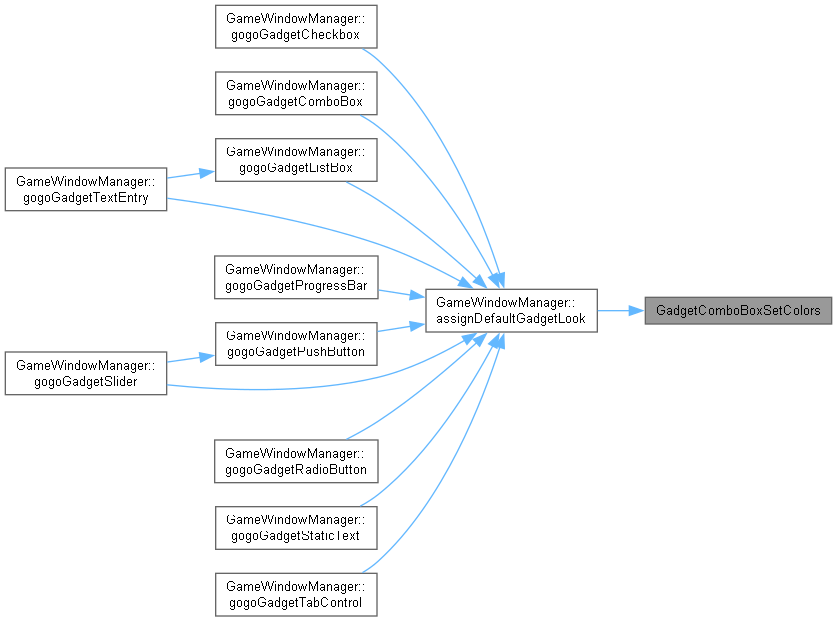 GameWindowManager::
gogoGadgetCheckbox
GameWindowManager::
gogoGadgetComboBox
GameWindowManager::
gogoGadgetListBox
GameWindowManager::
gogoGadgetTextEntry
GameWindowManager::
gogoGadgetProgressBar
GameWindowManager::
assignDefaultGadgetLook
GadgetComboBoxSetColors
GameWindowManager::
gogoGadgetPushButton
GameWindowManager::
gogoGadgetSlider
GameWindowManager::
gogoGadgetRadioButton
GameWindowManager::
gogoGadgetStaticText
GameWindowManager::
gogoGadgetTabControl